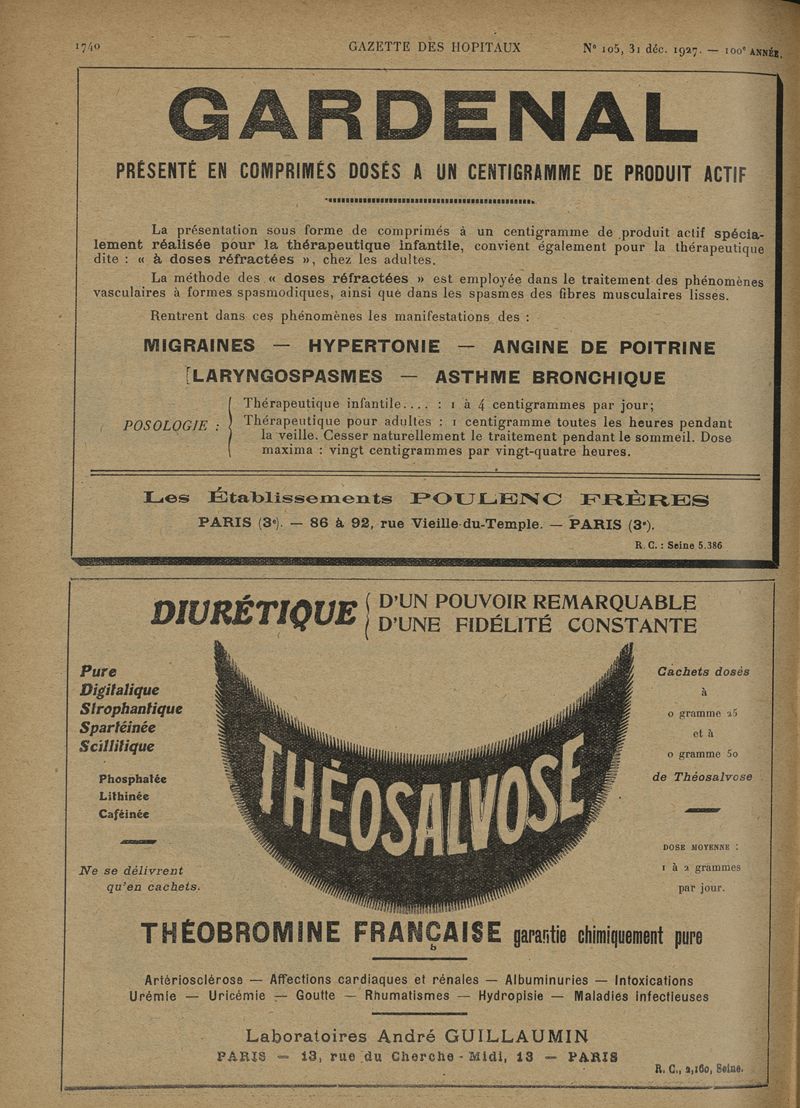 1740 GAZETTE DES HOPITAUX N° 105, 31 déc. 1927. — 100e ANNÉE.
GARDENAL
PRÉSENTÉ EN COMPRIMÉS DOSÉS A UN CENTIGRAMME DE PRODUIT ACTIF
La présentation sous forme de comprimés à un centigramme de produit actif spécia-
lement réalisée pour la thérapeutique infantile, convient également pour la thérapeutique
dite : « à doses réfractées », chez les adultes.
La méthode des « doses réfractées » est employée dans le traitement des phénomènes
vasculaires à formes spasmodiques, ainsi que dans les spasmes des fibres musculaires lisses.
Rentrent dans ces phénomènes les manifestations des :
MIGRAINES — HYPERTONIE — ANGINE DE POITRINE
LARYNGOSPASMES — ASTHME BRONCHIQUE
POSOLOGIE :
Thérapeutique infantile.... : 1 à 4 centigrammes par jour;
Thérapeutique pour adultes : 1 centigramme toutes les heures pendant
la veille. Cesser naturellement le traitement pendant le sommeil. Dose
maxima : vingt centigrammes par vingt-quatre heures.
Les Établissements POULENC FRÈRES
PARIS (3e). — 86 à 92, rue Vieille-du-Temple. — PARIS (3e).
R. C. : Seine 5.386
DIURÉTIQUE
D'UN POUVOIR REMARQUABLE
D'UNE FIDÉLITÉ CONSTANTE
Pure
Digitalique
Strophantique
Spartéinée
Scillitique
Phosphatée
Lithinée
Caféinée
Ne se délivrent
qu'en cachets.
THÉOSALVOSE
Cachets dosés
à
0 gramme 25
et à
0 gramme 50
de Théosalvose
DOSE MOYENNE :
1 à 2 grammes
par jour.
THÉOBROMINE FRANÇAISE garantie chimiquement pure
Artériosclérose — Affections cardiaques et rénales — Albuminuries — Intoxications
Urémie — Uricémie — Goutte — Rhumatismes — Hydropisie — Maladies infectieuses
Laboratoires André GUILLAUMIN
PARIS — 13, rue du Cherche-Midi, 13 — PARIS
R. C., 2,160, Seine.